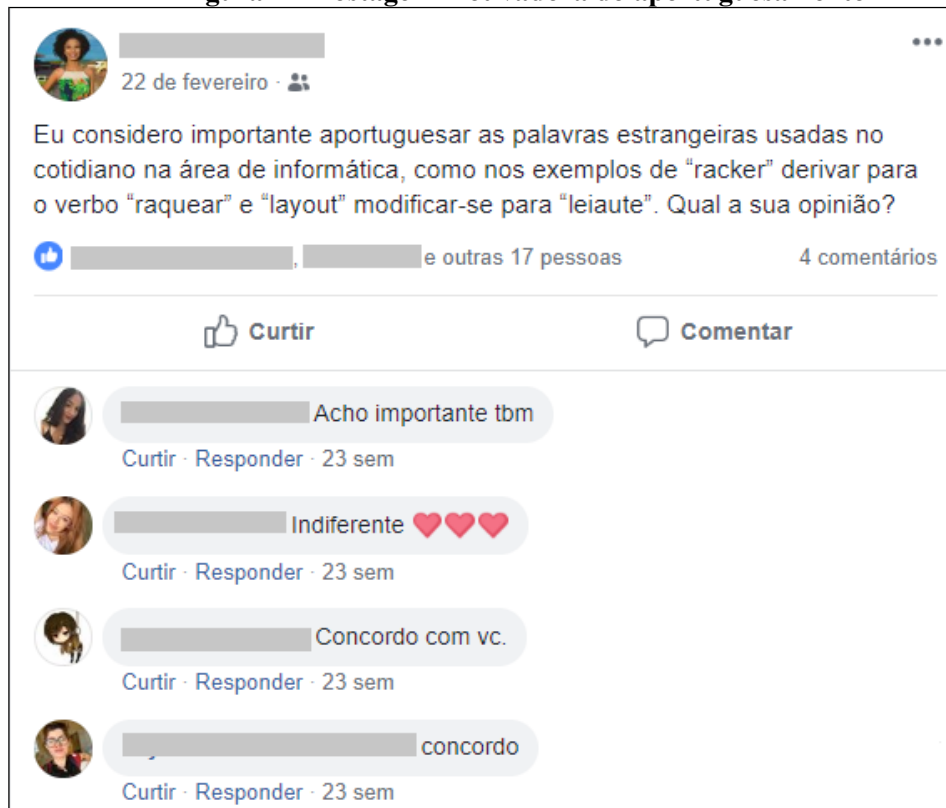 22 de fevereiro ·
Eu considero importante aportuguesar as palavras estrangeiras usadas no
cotidiano na área de informática, como nos exemplos de “racker” derivar para
o verbo “raquear” e “layout” modificar-se para “leiaute”. Qual a sua opinião?
, e outras 17 pessoas 4 comentários
Curtir Comentar
Acho importante tbm
Curtir · Responder · 23 sem
Indiferente ❤❤❤
Curtir · Responder · 23 sem
Concordo com vc.
Curtir · Responder · 23 sem
concordo
Curtir · Responder · 23 sem